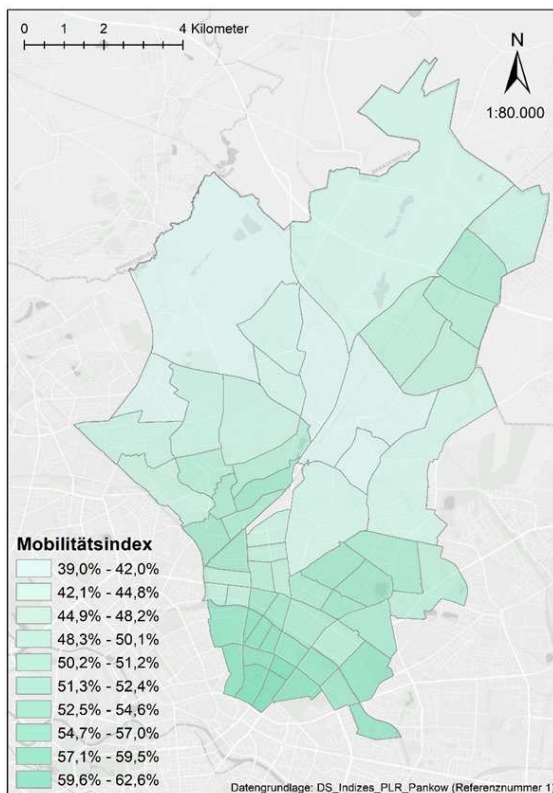 0 1 2 4 Kilometer
N
1:80.000
Mobilitätsindex
39,0% - 42,0%
42,1% - 44,8%
44,9% - 48,2%
48,3% - 50,1%
50,2% - 51,2%
51,3% - 52,4%
52,5% - 54,6%
54,7% - 57,0%
57,1% - 59,5%
59,6% - 62,6%
Datengrundlage: DS_Indizes_PLR_Pankow (Referenznummer 1